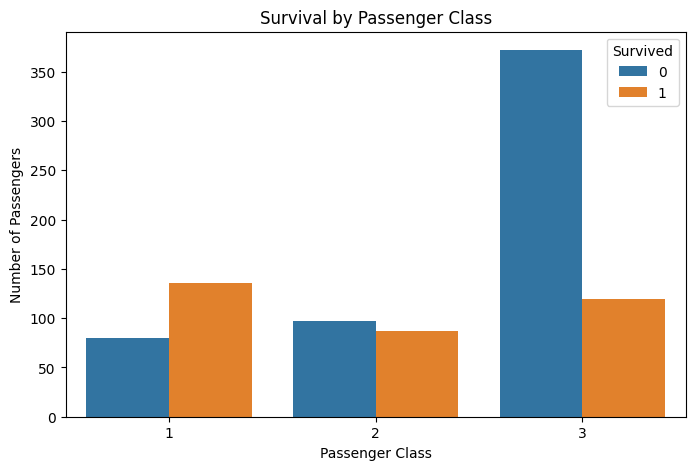 Survival by Passenger Class
Number of Passengers
350
300
250
200
150
100
50
0
Survived
0
1
1 2 3
Passenger Class